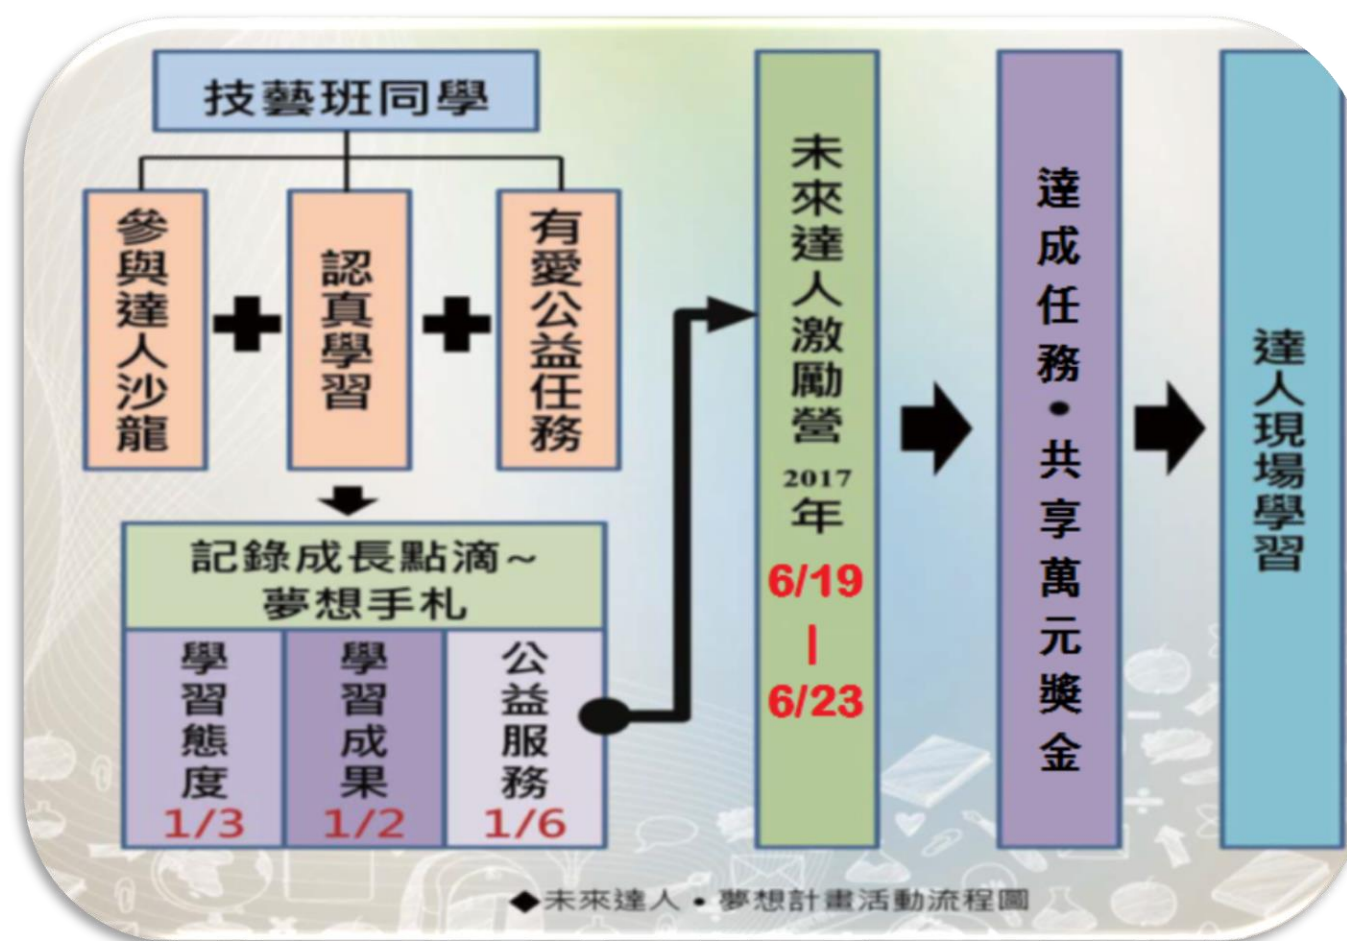 技藝班同學
參與達人沙龍
認真學習
有愛公益任務
記錄成長點滴~
夢想手札
學習態度
1/3
學習成果
1/2
公益服務
1/6
未來達人激勵營
2017
年
6/19
|
6/23
達成任務•共享萬元獎金
達人現場學習
◆未來達人•夢想計畫活動流程圖